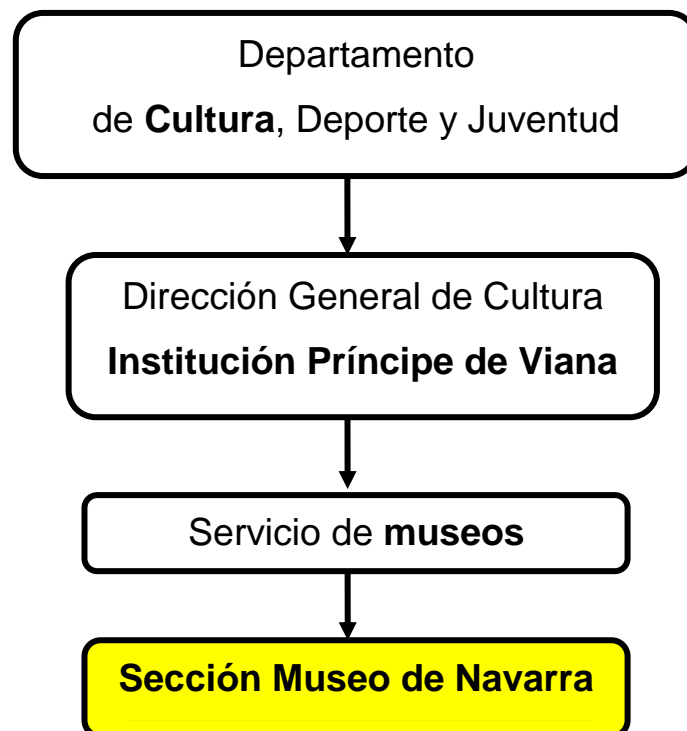 Departamento
de Cultura, Deporte y Juventud
Dirección General de Cultura
Institución Príncipe de Viana
Servicio de museos
Sección Museo de Navarra